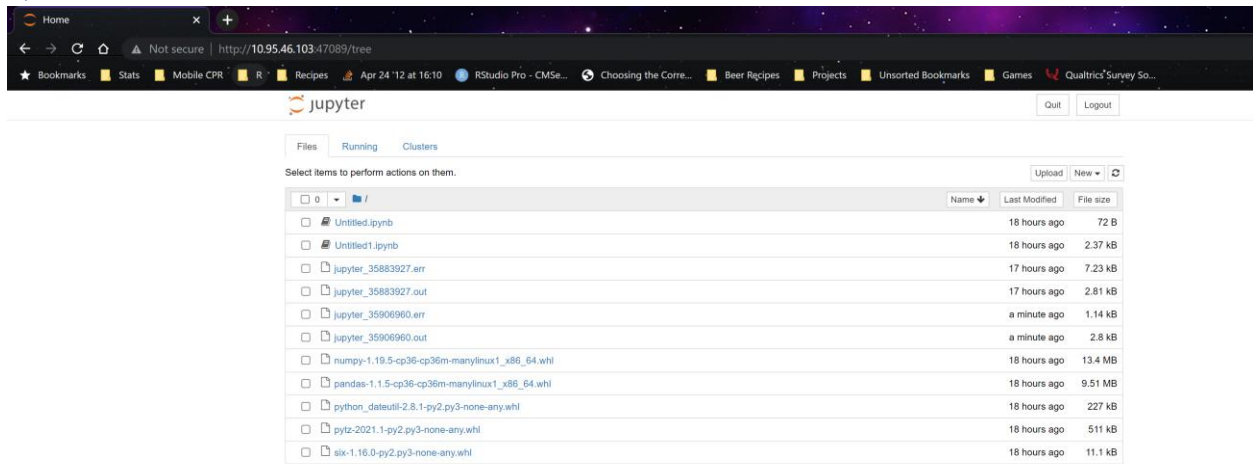 Home
Not secure | http://10.95.46.103:47089/tree
Bookmarks Stats Mobile CPR R Recipes Apr 24 '12 at 16:10 RStudio Pro - CMSe... Choosing the Corre... Beer Recipes Projects Unsorted Bookmarks Games Qualtrics Survey So...
jupyter Quit Logout
Files Running Clusters
Select items to perform actions on them. Upload New
0 / Name Last Modified File size
Untitled.ipynb 18 hours ago 72 B
Untitled1.ipynb 18 hours ago 2.37 kB
jupyter_35883927.err 17 hours ago 7.23 kB
jupyter_35883927.out 17 hours ago 2.81 kB
jupyter_35906960.err a minute ago 1.14 kB
jupyter_35906960.out a minute ago 2.8 kB
numpy-1.19.5-cp36-cp36m-manylinux1_x86_64.whl 18 hours ago 13.4 MB
pandas-1.1.5-cp36-cp36m-manylinux1_x86_64.whl 18 hours ago 9.51 MB
python_dateutil-2.8.1-py2.py3-none-any.whl 18 hours ago 227 kB
pytz-2021.1-py2.py3-none-any.whl 18 hours ago 511 kB
six-1.16.0-py2.py3-none-any.whl 18 hours ago 11.1 kB